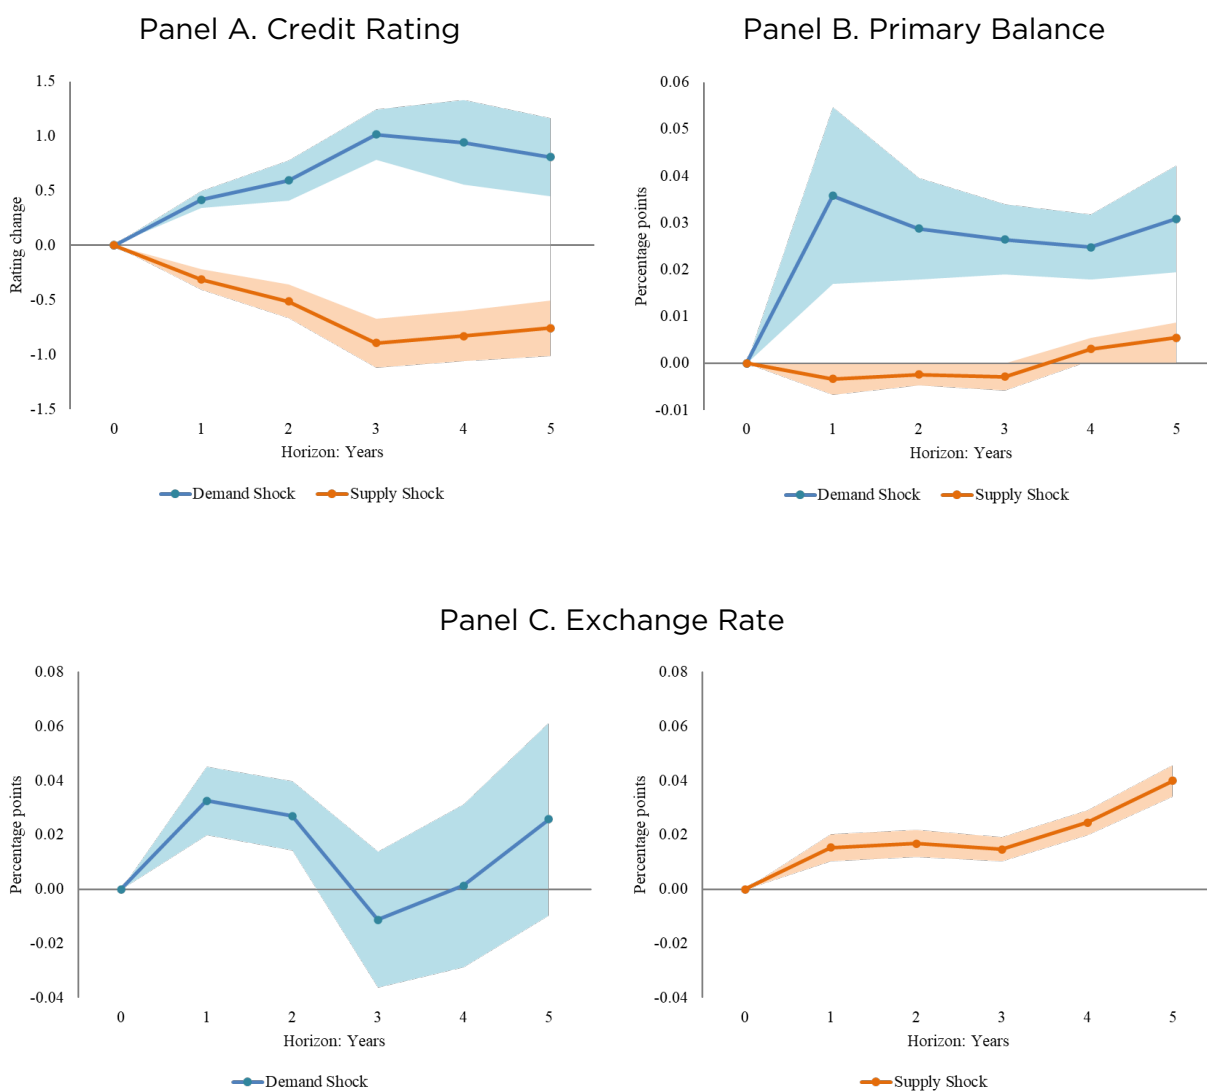 Panel A. Credit Rating
Rating change
1.5
1.0
0.5
0.0
-0.5
-1.0
-1.5
0 1 2 3 4 5
Horizon: Years
Demand Shock Supply Shock
Panel B. Primary Balance
Percentage points
0.06
0.05
0.04
0.03
0.02
0.01
0.00
-0.01
0 1 2 3 4 5
Horizon: Years
Demand Shock Supply Shock
Panel C. Exchange Rate
Percentage points
0.08
0.06
0.04
0.02
0.00
-0.02
-0.04
0 1 2 3 4 5
Horizon: Years
Demand Shock
Percentage points
0.08
0.06
0.04
0.02
0.00
-0.02
-0.04
0 1 2 3 4 5
Horizon: Years
Supply Shock